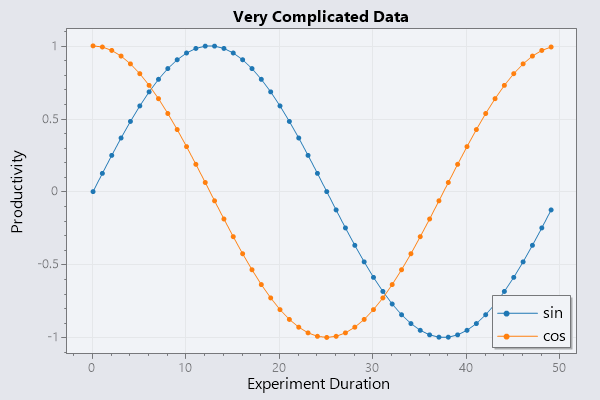 Very Complicated Data
Productivity
1
0.5
0
-0.5
-1
0
10
20
30
40
50
Experiment Duration
sin
cos